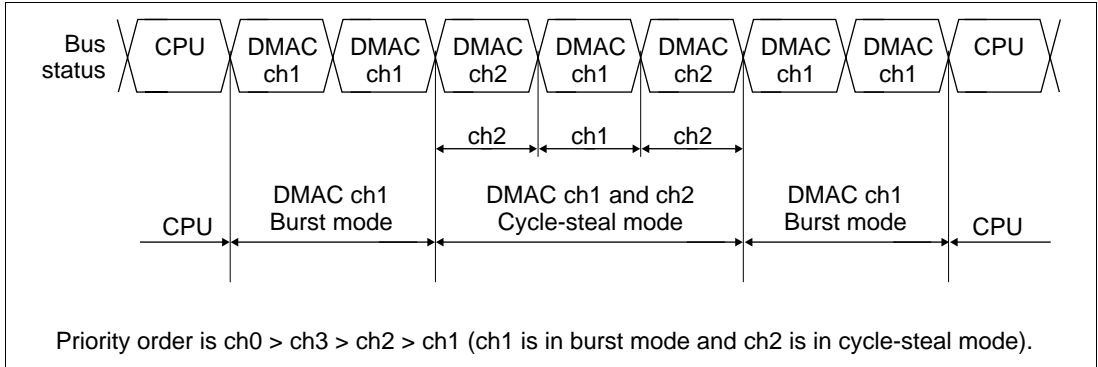 Bus status
CPU
DMAC ch1
DMAC ch1
DMAC ch2
DMAC ch1
DMAC ch2
DMAC ch1
DMAC ch1
CPU
ch2
ch1
ch2
CPU
DMAC ch1
Burst mode
DMAC ch1 and ch2
Cycle-steal mode
DMAC ch1
Burst mode
CPU
Priority order is ch0 > ch3 > ch2 > ch1 (ch1 is in burst mode and ch2 is in cycle-steal mode).